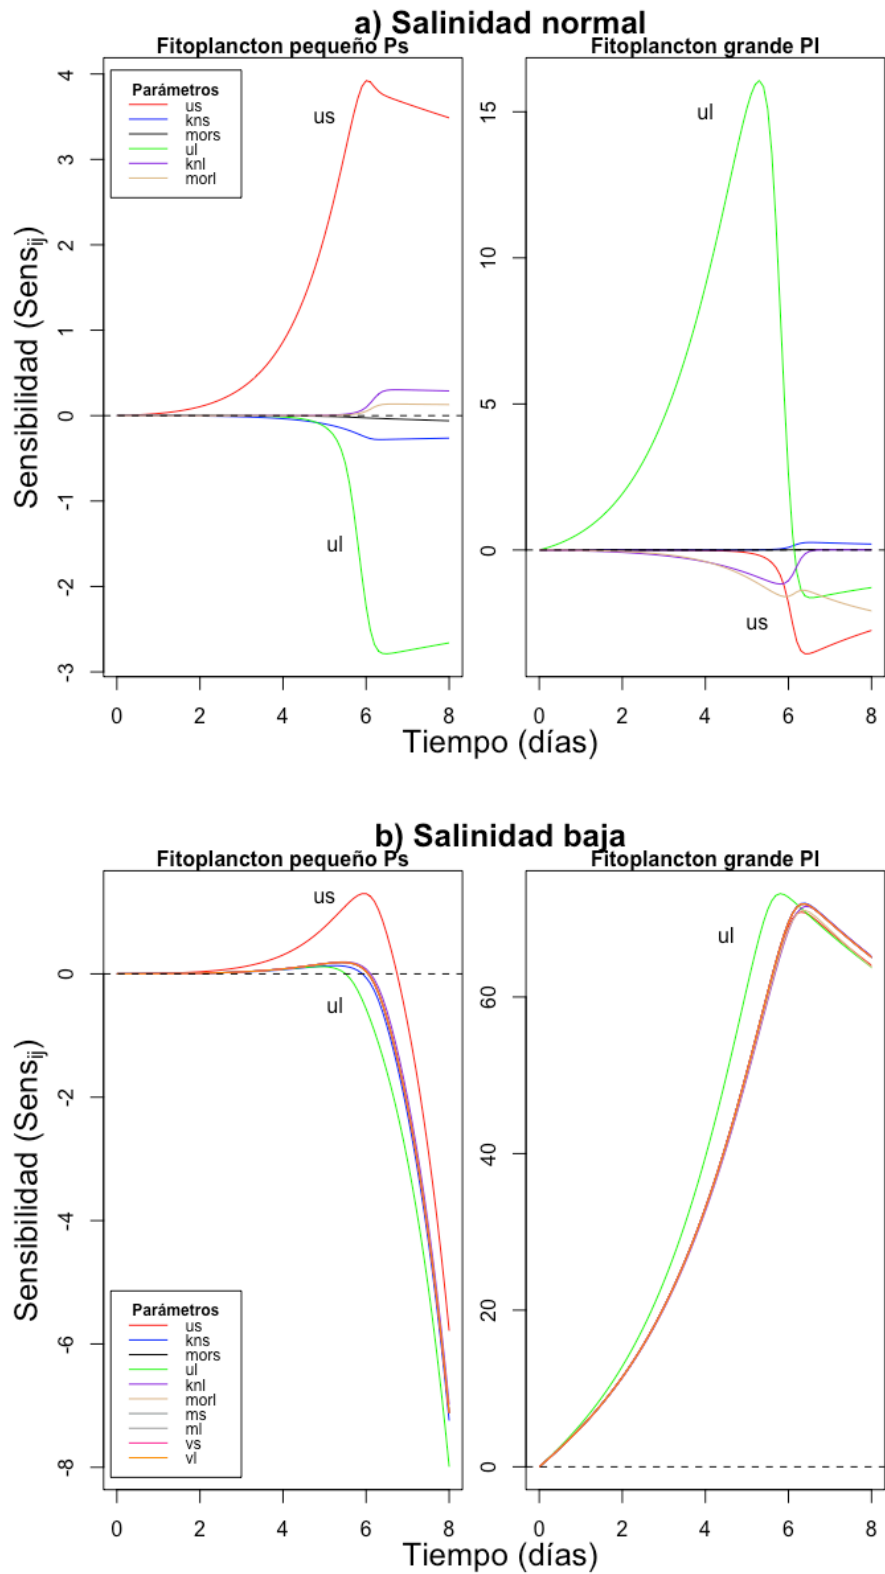 a) Salinidad normal
Fitoplancton pequeño Ps
Fitoplancton grande Pl
Sensibilidad (Sensij)
4
3
2
1
0
-1
-2
-3
Parámetros
us
kns
mors
ul
knl
morl
us
ul
0 2 4 6 8
15
10
5
0
ul
us
0 2 4 6 8
Tiempo (días)
b) Salinidad baja
Fitoplancton pequeño Ps
Fitoplancton grande Pl
Sensibilidad (Sensij)
0
-2
-4
-6
-8
us
ul
Parámetros
us
kns
mors
ul
knl
morl
ms
ml
vs
vl
0 2 4 6 8
60
40
20
0
ul
0 2 4 6 8
Tiempo (días)